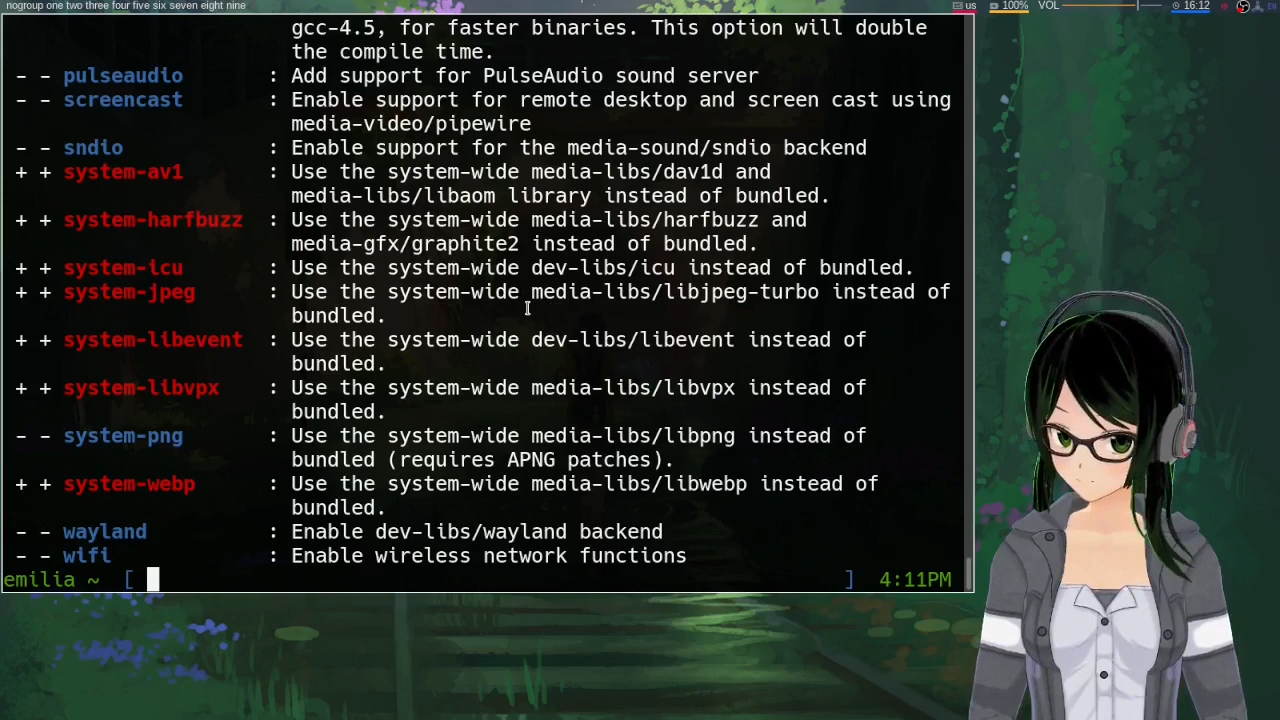 nogroup one two three four five six seven eight nine us 100% VOL 16:12 EN
gcc-4.5, for faster binaries. This option will double
the compile time.
- - pulseaudio : Add support for PulseAudio sound server
- - screencast : Enable support for remote desktop and screen cast using
media-video/pipewire
- - sndio : Enable support for the media-sound/sndio backend
+ + system-av1 : Use the system-wide media-libs/dav1d and
media-libs/libaom library instead of bundled.
+ + system-harfbuzz : Use the system-wide media-libs/harfbuzz and
media-gfx/graphite2 instead of bundled.
+ + system-icu : Use the system-wide dev-libs/icu instead of bundled.
+ + system-jpeg : Use the system-wide media-libs/libjpeg-turbo instead of
bundled.
+ + system-libevent : Use the system-wide dev-libs/libevent instead of
bundled.
+ + system-libvpx : Use the system-wide media-libs/libvpx instead of
bundled.
- - system-png : Use the system-wide media-libs/libpng instead of
bundled (requires APNG patches).
+ + system-webp : Use the system-wide media-libs/libwebp instead of
bundled.
- - wayland : Enable dev-libs/wayland backend
- - wifi : Enable wireless network functions
emilia ~ [ ] 4:11PM